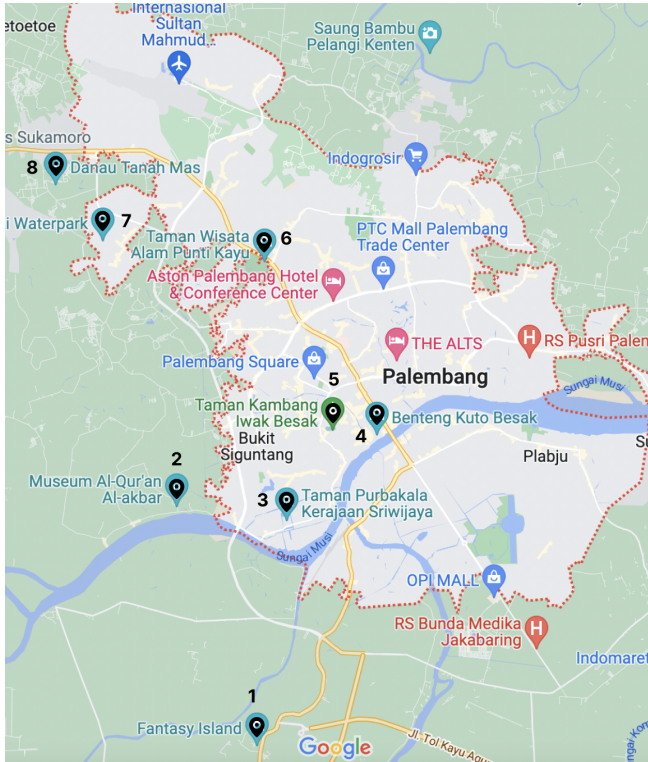 Internasional
Sultan
Mahmud...
etoetoe
Saung Bambu
Pelangi Kenten
s Sukamoro
8
Danau Tanah Mas
Indogrosir
i Waterpark
7
Taman Wisata
Alam Punti Kayu
6
PTC Mall Palembang
Trade Center
Aston Palembang Hotel
& Conference Center
THE ALTS
RS Pusri Palem
H
Palembang Square
5
Palembang
Sungai Musi
Taman Kambang
Iwak Besak
4
Benteng Kuto Besak
Bukit
Siguntang
Plabju
Su
2
Museum Al-Qur'an
Al-akbar
3
Taman Purbakala
Kerajaan Sriwijaya
Sungai Musi
OPI MALL
RS Bunda Medika
Jakabaring
H
Indomaret
1
Fantasy Island
Google
Jl. Tol Kayu Agu